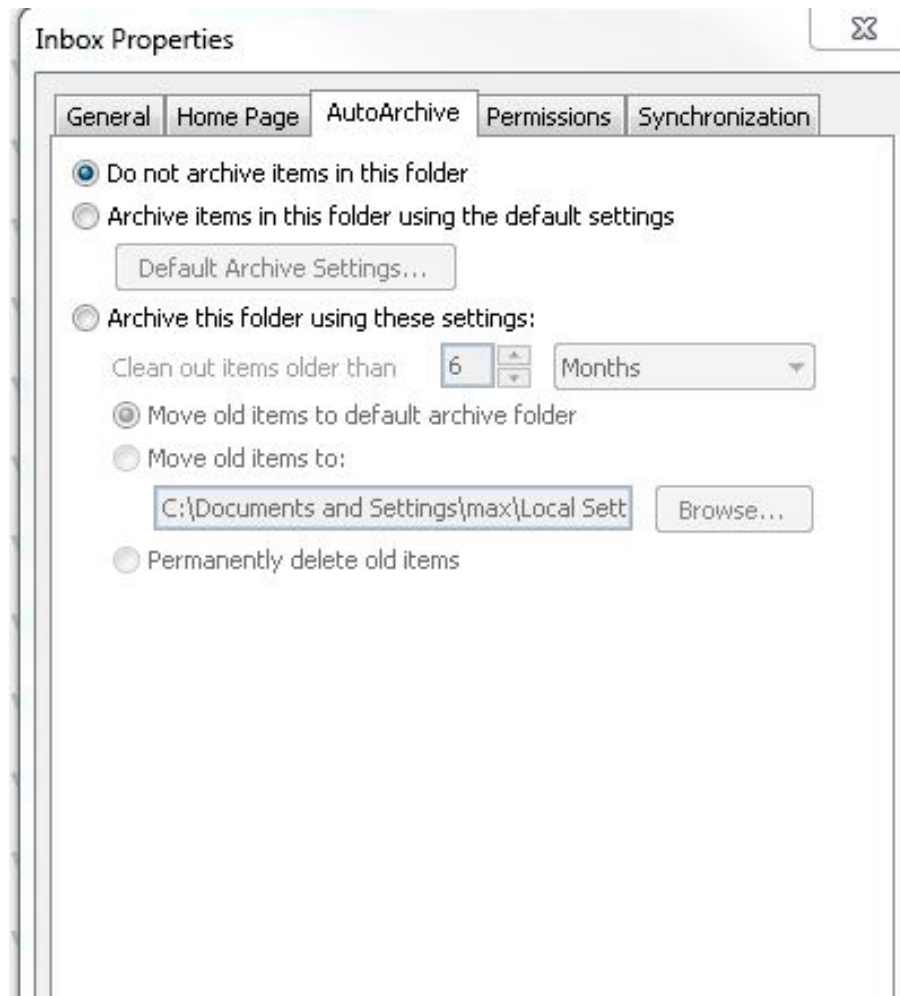 Inbox Properties
General Home Page AutoArchive Permissions Synchronization
Do not archive items in this folder
Archive items in this folder using the default settings
Default Archive Settings...
Archive this folder using these settings:
Clean out items older than 6 Months
Move old items to default archive folder
Move old items to:
C:\Documents and Settings\max\Local Sett Browse...
Permanently delete old items